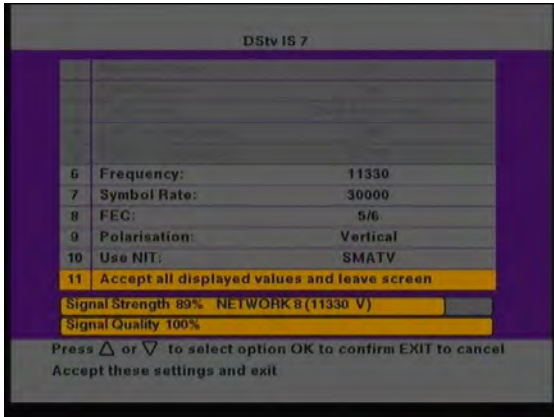 DStv IS 7
6 Frequency: 11330
7 Symbol Rate: 30000
8 FEC: 5/6
9 Polarisation: Vertical
10 Use NIT: SMATV
11 Accept all displayed values and leave screen
Signal Strength 89% NETWORK 8 (11330 V)
Signal Quality 100%
Press △ or ▽ to select option OK to confirm EXIT to cancel
Accept these settings and exit